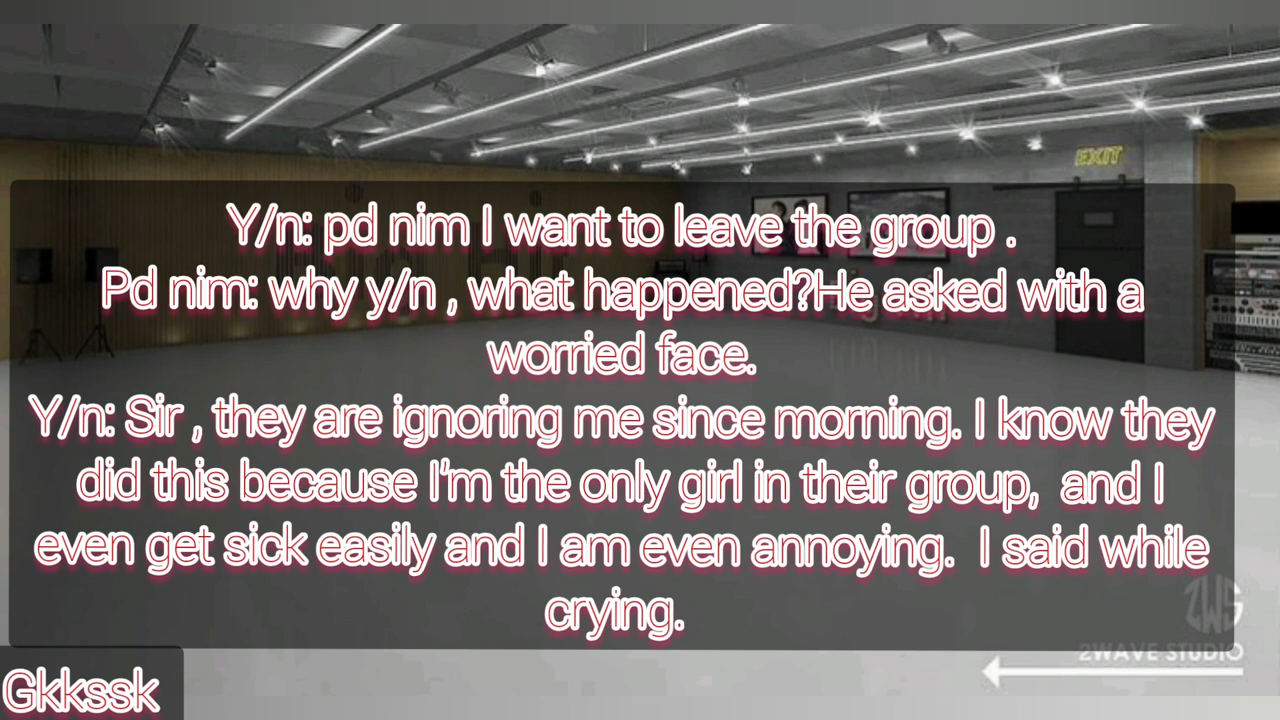 EXIT
Y/n: pd nim I want to leave the group .
Pd nim: why y/n , what happened?He asked with a
worried face.
Y/n: Sir , they are ignoring me since morning. I know they
did this because I'm the only girl in their group, and I
even get sick easily and I am even annoying. I said while
crying.
2WS
2WAVE STUDIO
Gkkssk